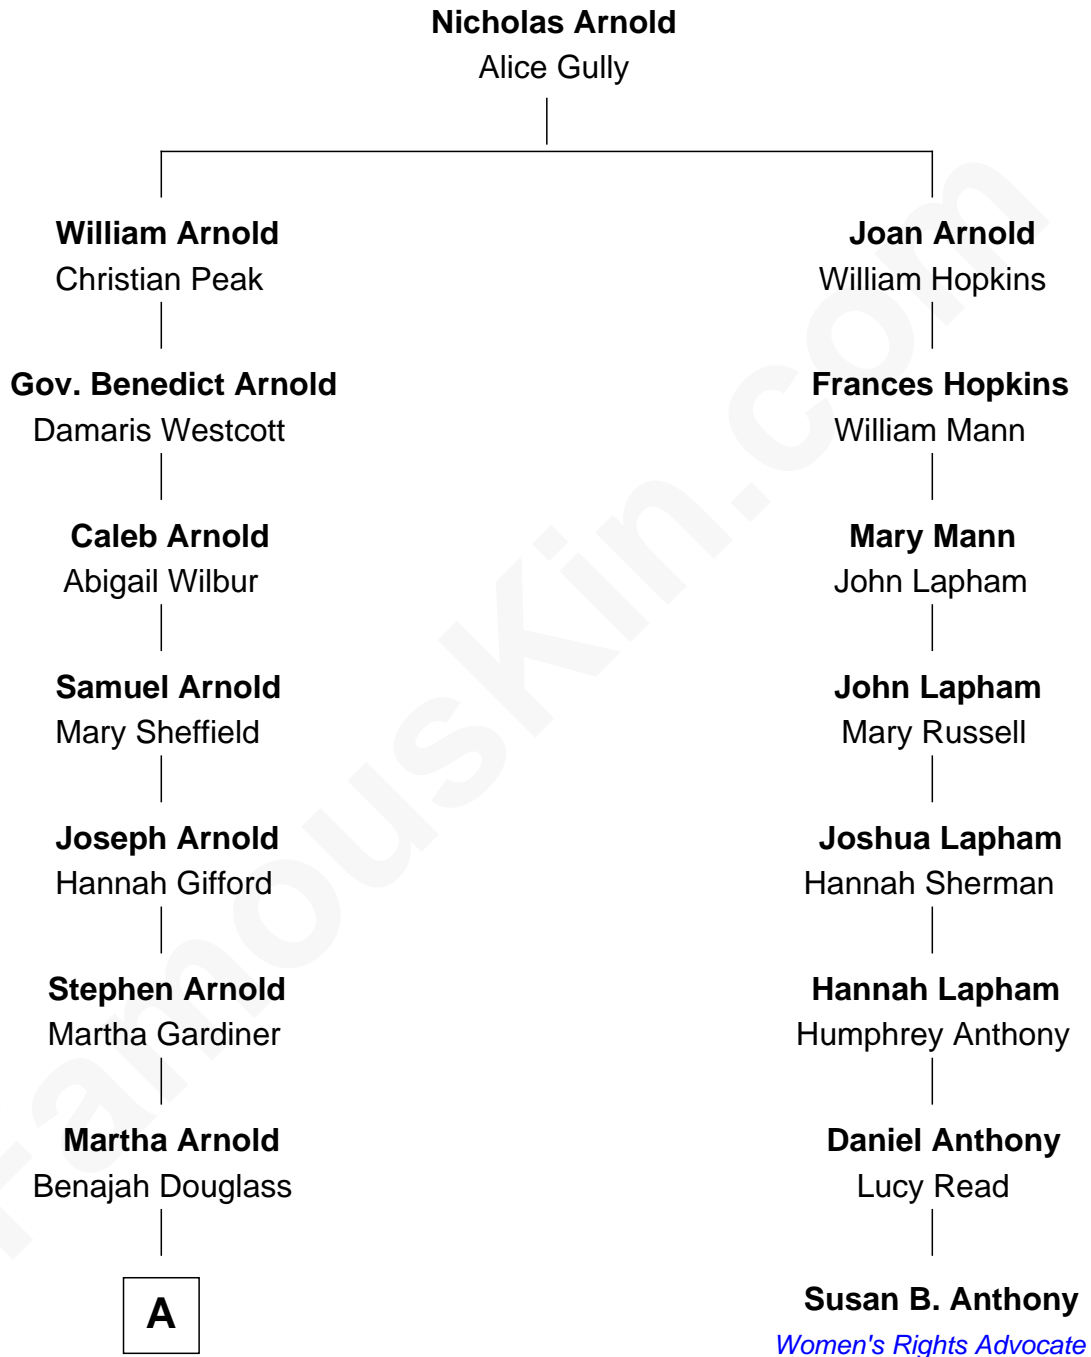 Nicholas Arnold
Alice Gully
William Arnold
Christian Peak
Joan Arnold
William Hopkins
Gov. Benedict Arnold
Damaris Westcott
Frances Hopkins
William Mann
Caleb Arnold
Abigail Wilbur
Mary Mann
John Lapham
Samuel Arnold
Mary Sheffield
John Lapham
Mary Russell
Joseph Arnold
Hannah Gifford
Joshua Lapham
Hannah Sherman
Stephen Arnold
Martha Gardiner
Hannah Lapham
Humphrey Anthony
Martha Arnold
Benajah Douglass
Daniel Anthony
Lucy Read
A
Susan B. Anthony
Women's Rights Advocate
FamousKin.com